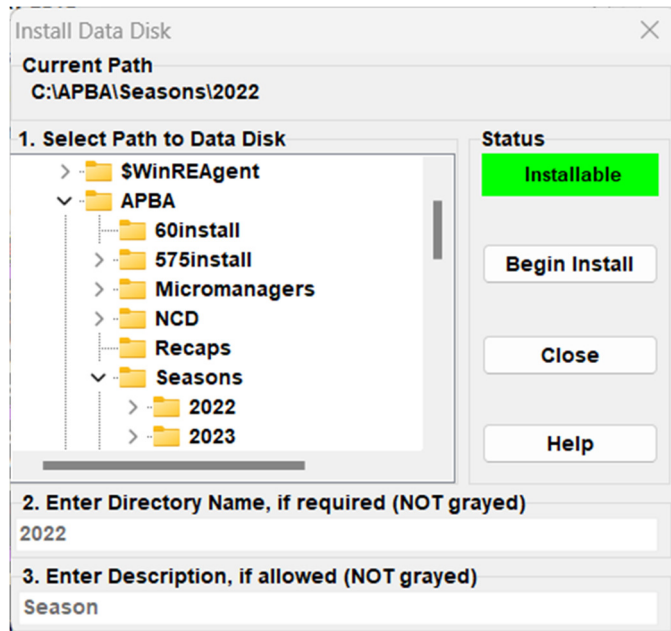 Install Data Disk
Current Path
C:\APBA\Seasons\2022
1. Select Path to Data Disk
$WinREAgent
APBA
60install
575install
Micromanagers
NCD
Recaps
Seasons
2022
2023
Status
Installable
Begin Install
Close
Help
2. Enter Directory Name, if required (NOT grayed)
2022
3. Enter Description, if allowed (NOT grayed)
Season